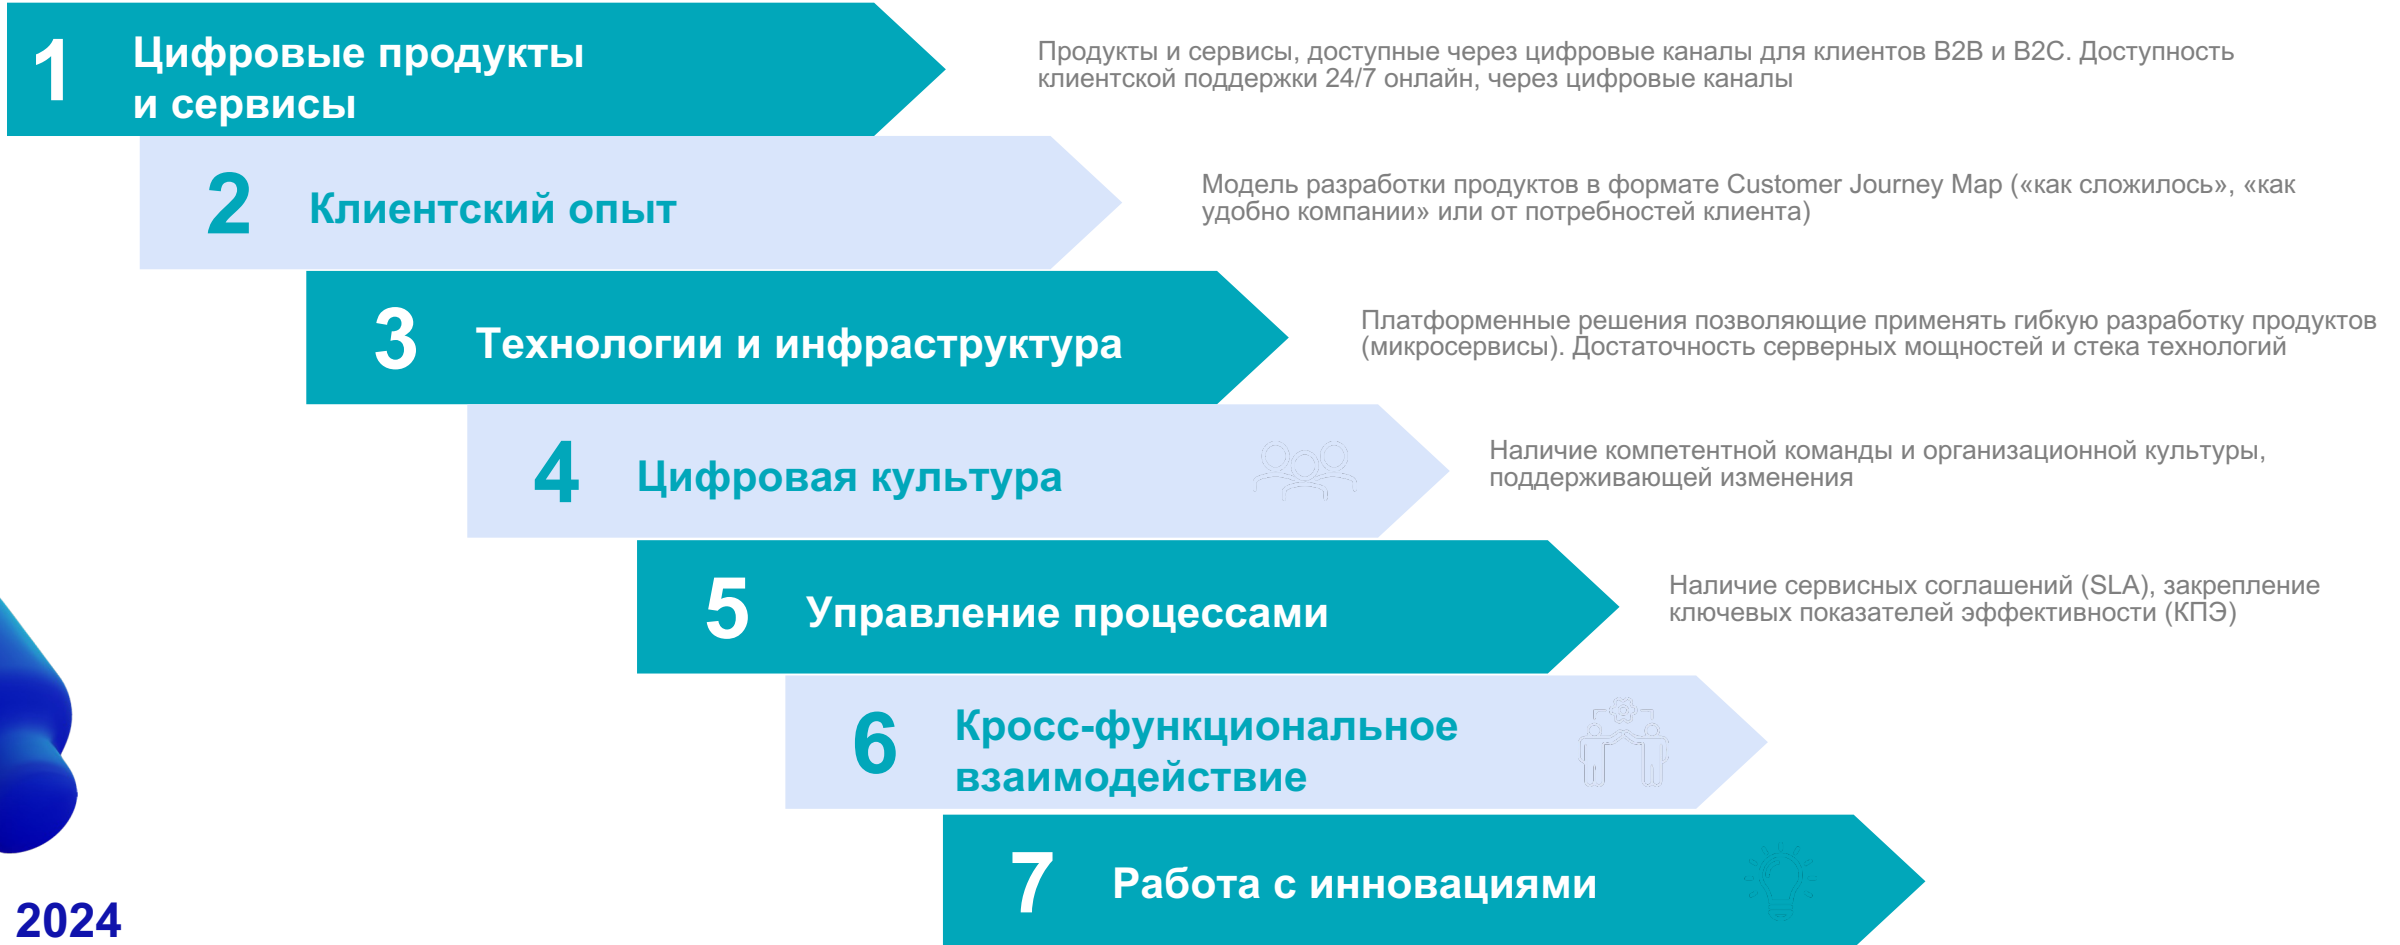 1
Цифровые продукты
и сервисы
Продукты и сервисы, доступные через цифровые каналы для клиентов B2B и B2C. Доступность
клиентской поддержки 24/7 онлайн, через цифровые каналы
2
Клиентский опыт
Модель разработки продуктов в формате Customer Journey Map («как сложилось», «как
удобно компании» или от потребностей клиента)
3
Технологии и инфраструктура
Платформенные решения позволяющие применять гибкую разработку продуктов
(микросервисы). Достаточность серверных мощностей и стека технологий
4
Цифровая культура
Наличие компетентной команды и организационной культуры,
поддерживающей изменения
5
Управление процессами
Наличие сервисных соглашений (SLA), закрепление
ключевых показателей эффективности (КПЭ)
6
Кросс-функциональное
взаимодействие
7
Работа с инновациями
2024